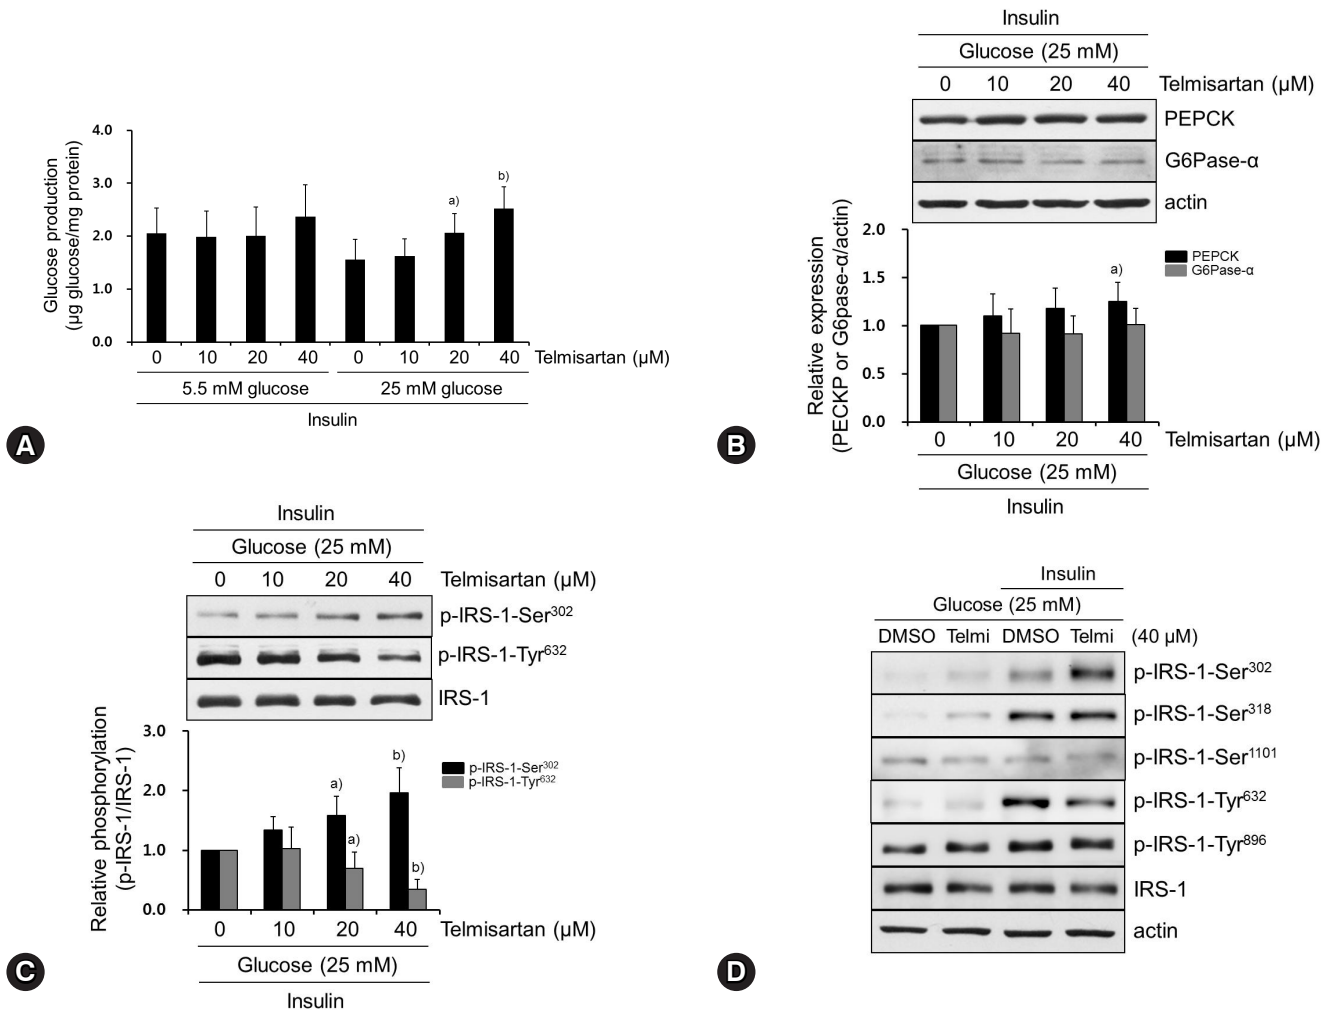 4.0
3.0
2.0
1.0
0.0
Glucose production
(µg glucose/mg protein)
a)
b)
0 10 20 40 0 10 20 40 Telmisartan (µM)
5.5 mM glucose 25 mM glucose
Insulin
A
Insulin
Glucose (25 mM)
0 10 20 40 Telmisartan (µM)
PEPCK
G6Pase-α
actin
2.0
1.5
1.0
0.5
0.0
Relative expression
(PECKP or G6pase-α/actin)
PEPCK
G6Pase-α
a)
0 10 20 40 Telmisartan (µM)
Glucose (25 mM)
Insulin
B
Insulin
Glucose (25 mM)
0 10 20 40 Telmisartan (µM)
p-IRS-1-Ser302
p-IRS-1-Tyr632
IRS-1
3.0
2.0
1.0
0.0
Relative phosphorylation
(p-IRS-1/IRS-1)
p-IRS-1-Ser302
p-IRS-1-Tyr632
a)
a)
b)
b)
0 10 20 40 Telmisartan (µM)
Glucose (25 mM)
Insulin
C
Insulin
Glucose (25 mM)
DMSO Telmi DMSO Telmi (40 µM)
p-IRS-1-Ser302
p-IRS-1-Ser318
p-IRS-1-Ser1101
p-IRS-1-Tyr632
p-IRS-1-Tyr896
IRS-1
actin
D